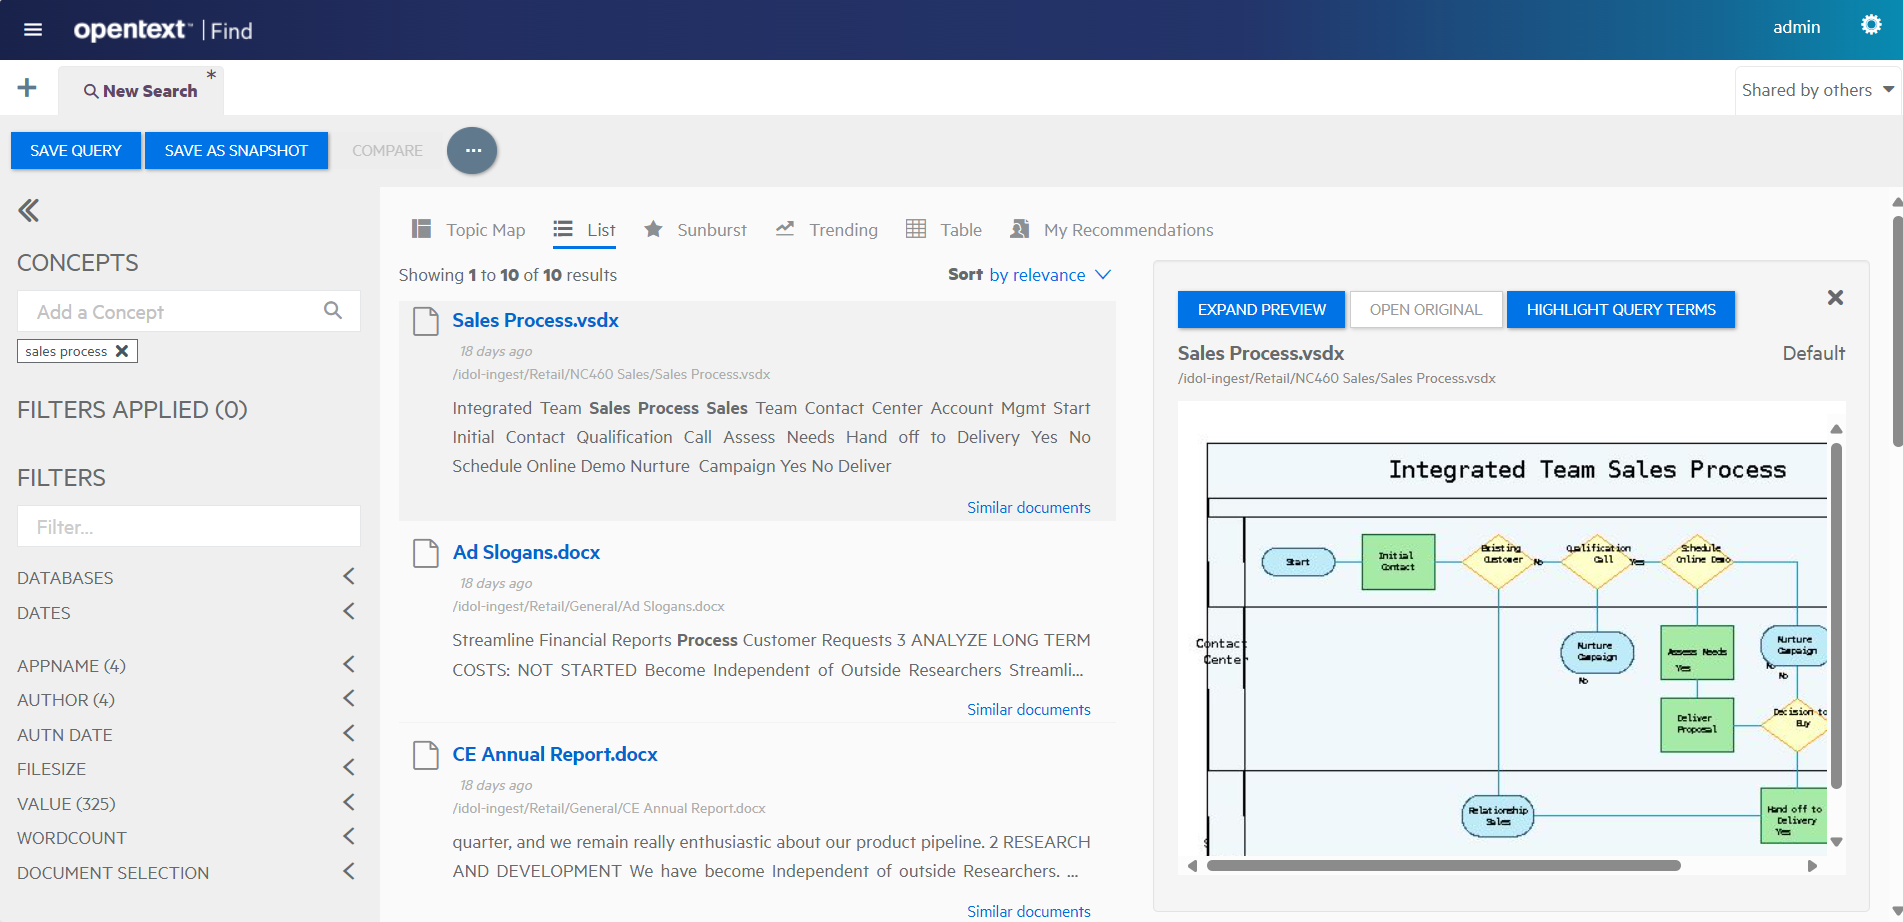 opentext™ | Find
admin
New Search *
Shared by others
SAVE QUERY
SAVE AS SNAPSHOT
COMPARE
...
CONCEPTS
Add a Concept
sales process
FILTERS APPLIED (0)
FILTERS
Filter...
DATABASES
DATES
APPNAME (4)
AUTHOR (4)
AUTN DATE
FILESIZE
VALUE (325)
WORDCOUNT
DOCUMENT SELECTION
Topic Map
List
Sunburst
Trending
Table
My Recommendations
Showing 1 to 10 of 10 results
Sort by relevance
Sales Process.vsdx
18 days ago
/idol-ingest/Retail/NC460 Sales/Sales Process.vsdx
Integrated Team Sales Process Sales Team Contact Center Account Mgmt Start
Initial Contact Qualification Call Assess Needs Hand off to Delivery Yes No
Schedule Online Demo Nurture Campaign Yes No Deliver
Similar documents
Ad Slogans.docx
18 days ago
/idol-ingest/Retail/General/Ad Slogans.docx
Streamline Financial Reports Process Customer Requests 3 ANALYZE LONG TERM
COSTS: NOT STARTED Become Independent of Outside Researchers Streamli...
Similar documents
CE Annual Report.docx
18 days ago
/idol-ingest/Retail/General/CE Annual Report.docx
quarter, and we remain really enthusiastic about our product pipeline. 2 RESEARCH
AND DEVELOPMENT We have become Independent of outside Researchers. ...
Similar documents
EXPAND PREVIEW
OPEN ORIGINAL
HIGHLIGHT QUERY TERMS
Sales Process.vsdx
Default
/idol-ingest/Retail/NC460 Sales/Sales Process.vsdx
Integrated Team Sales Process
Start
Initial
Contact
Existing
Customer
No
Qualification
Call
Yes
Schedule
Online Demo
Contact
Center
Nurture
Campaign
No
Assess Needs
Yes
Nurture
Campaign
No
No
Deliver
Proposal
Decision to
Buy
Relationship
Sales
Hand off to
Delivery
Yes